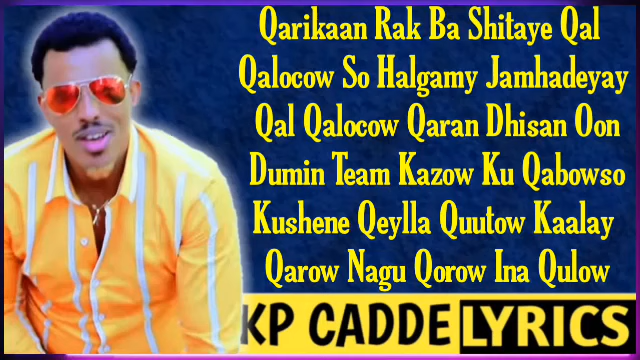 Qarikaan Rak Ba Shitaye Qal
Qalocow So Halgamy Jamhadeyay
Qal Qalocow Qaran Dhisan Oon
Dumin Team Kazow Ku Qabowso
Kushene Qeylla Quutow Kaalay
Qarow Nagu Qorow Ina Qulow
KP CADDE LYRICS